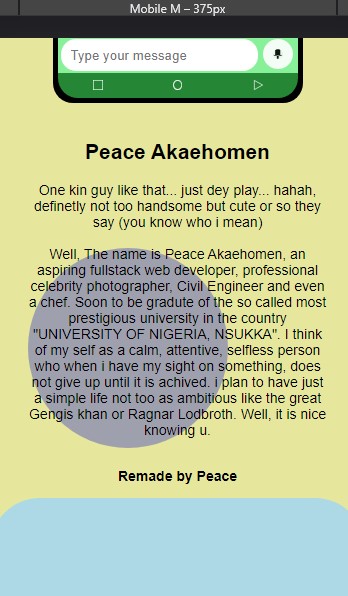 Mobile M – 375px
Type your message
Peace Akaehomen
One kin guy like that... just dey play... hahah,
definetly not too handsome but cute or so they
say (you know who i mean)
Well, The name is Peace Akaehomen, an
aspiring fullstack web developer, professional
celebrity photographer, Civil Engineer and even
a chef. Soon to be gradute of the so called most
prestigious university in the country
"UNIVERSITY OF NIGERIA, NSUKKA". I think
of my self as a calm, attentive, selfless person
who when i have my sight on something, does
not give up until it is achived. I plan to have just
a simple life not too as ambitious like the great
Gengis khan or Ragnar Lodbroth. Well, it is nice
knowing u.
Remade by Peace